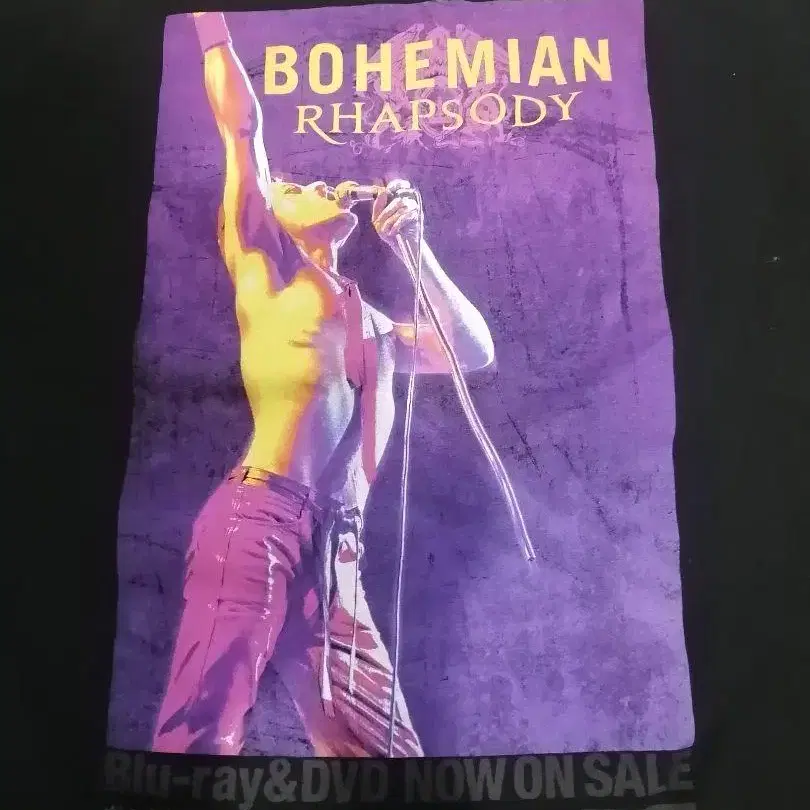 BOHEMIAN
RHAPSODY
Blu-ray&DVD NOW ON SALE